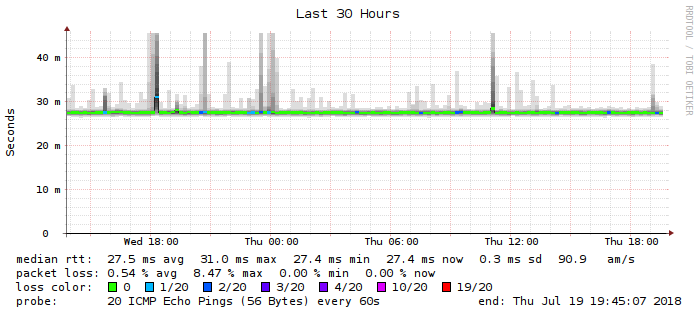 Last 30 Hours
RRDTOOL / TOBI OETIKER
Seconds
40 m
30 m
20 m
10 m
0
Wed 18:00 Thu 00:00 Thu 06:00 Thu 12:00 Thu 18:00
median rtt: 27.5 ms avg 31.0 ms max 27.4 ms min 27.4 ms now 0.3 ms sd 90.9 am/s
packet loss: 0.54 % avg 8.47 % max 0.00 % min 0.00 % now
loss color: 0 1/20 2/20 3/20 4/20 10/20 19/20
probe: 20 ICMP Echo Pings (56 Bytes) every 60s end: Thu Jul 19 19:45:07 2018